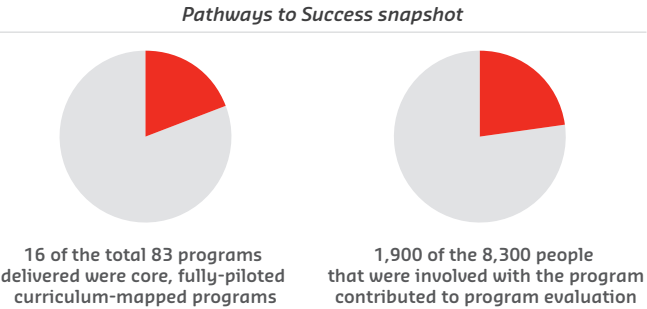 Pathways to Success snapshot
16 of the total 83 programs
delivered were core, fully-piloted
curriculum-mapped programs
1,900 of the 8,300 people
that were involved with the program
contributed to program evaluation